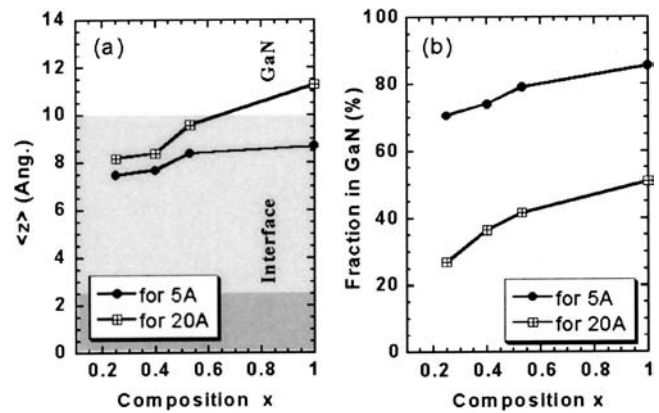 (a)
GaN
Interface
for 5A
for 20A
14
12
10
8
6
4
2
0
<z> (Ang.)
0.2 0.4 0.6 0.8 1
Composition x
(b)
for 5A
for 20A
100
80
60
40
20
0
Fraction in GaN (%)
0.2 0.4 0.6 0.8 1
Composition x